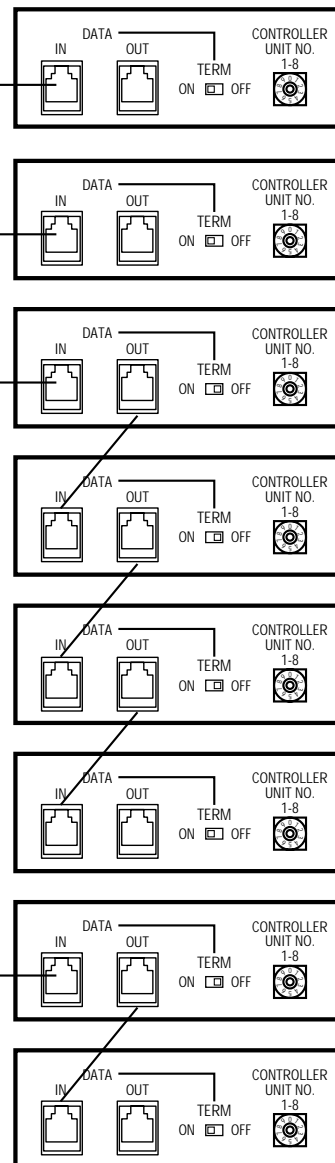 DATA
IN OUT
TERM
ON OFF
CONTROLLER
UNIT NO.
1-8
DATA
IN OUT
TERM
ON OFF
CONTROLLER
UNIT NO.
1-8
DATA
IN OUT
TERM
ON OFF
CONTROLLER
UNIT NO.
1-8
DATA
IN OUT
TERM
ON OFF
CONTROLLER
UNIT NO.
1-8
DATA
IN OUT
TERM
ON OFF
CONTROLLER
UNIT NO.
1-8
DATA
IN OUT
TERM
ON OFF
CONTROLLER
UNIT NO.
1-8
DATA
IN OUT
TERM
ON OFF
CONTROLLER
UNIT NO.
1-8
DATA
IN OUT
TERM
ON OFF
CONTROLLER
UNIT NO.
1-8